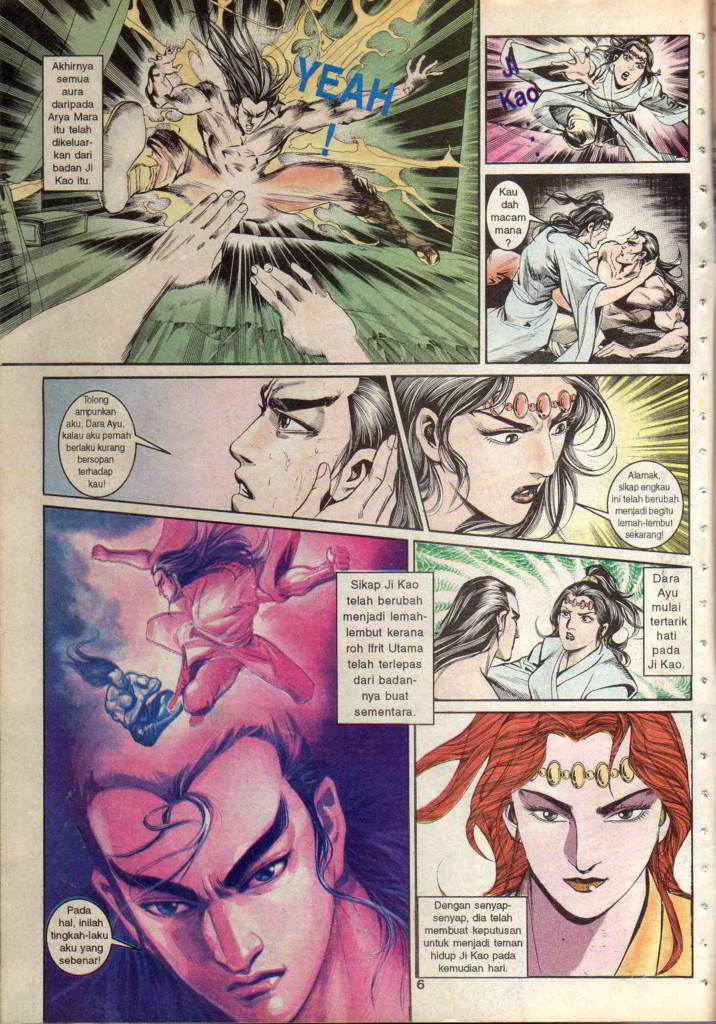 Akhirnya
semua
aura
daripada
Arya Mara
itu telah
dikeluar-
kan dari
badan Ji
Kao itu.
YEAH
!
Ji
Kao
. . . .
Kau
dah
macam
mana
?
Tolong
ampunkan
aku, Dara Ayu,
kalau aku pernah
berlaku kurang
bersopan
terhadap
kau!
Alamak,
sikap engkau
ini telah berubah
menjadi begitu
lemah-lembut
sekarang!
Sikap Ji Kao
telah berubah
menjadi lemah-
lembut kerana
roh Ifrit Utama
telah terlepas
dari badan-
nya buat
sementara.
Dara
Ayu
mulai
tertarik
hati
pada
Ji Kao.
Pada
hal, inilah
tingkah-laku
aku yang
sebenar!
Dengan senyap-
senyap, dia telah
membuat keputusan
untuk menjadi teman
hidup Ji Kao pada
kemudian hari.
6